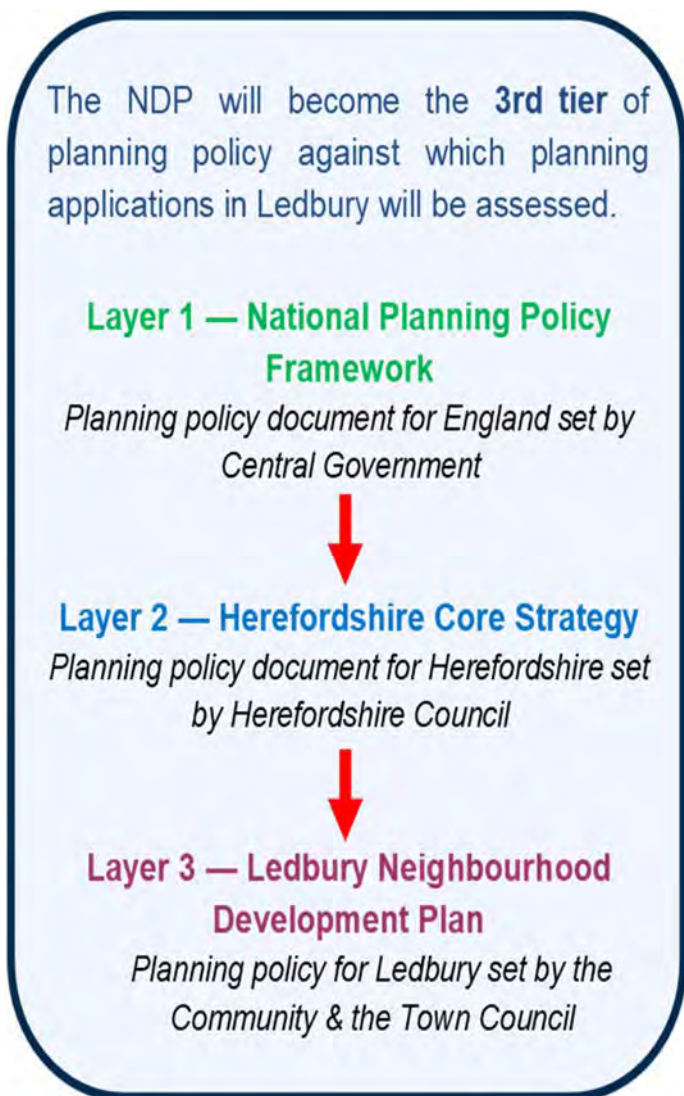 The NDP will become the 3rd tier of
planning policy against which planning
applications in Ledbury will be assessed.
Layer 1 — National Planning Policy
Framework
Planning policy document for England set by
Central Government
Layer 2 — Herefordshire Core Strategy
Planning policy document for Herefordshire set
by Herefordshire Council
Layer 3 — Ledbury Neighbourhood
Development Plan
Planning policy for Ledbury set by the
Community & the Town Council